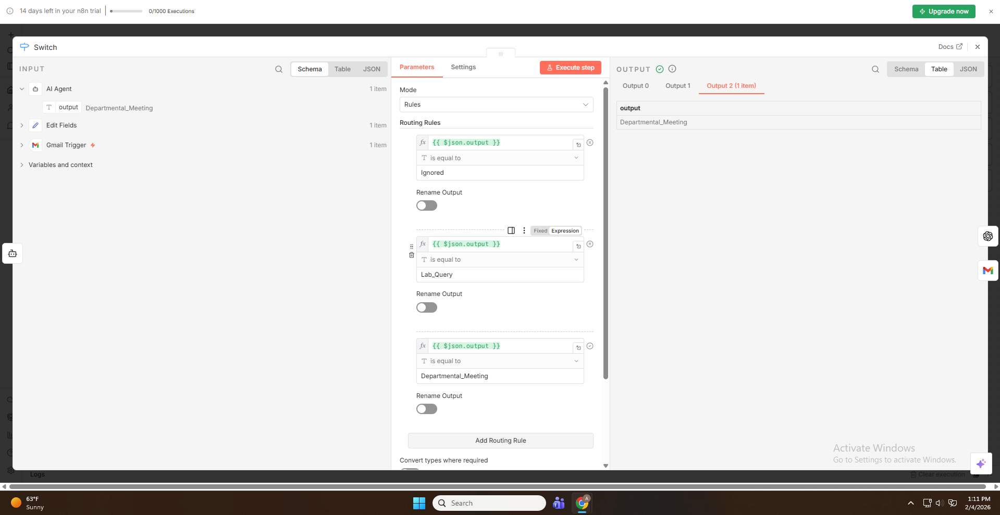 14 days left in your n8n trial
0/1000 Executions
Upgrade now
Switch
Docs
INPUT
Schema
Table
JSON
AI Agent
1 item
T output
Departmental_Meeting
Edit Fields
1 item
Gmail Trigger
1 item
Variables and context
Parameters
Settings
Execute step
Mode
Rules
Routing Rules
fx {{ $json.output }}
T is equal to
Ignored
Rename Output
Fixed
Expression
fx {{ $json.output }}
T is equal to
Lab_Query
Rename Output
fx {{ $json.output }}
T is equal to
Departmental_Meeting
Rename Output
Add Routing Rule
Convert types where required
OUTPUT
Schema
Table
JSON
Output 0
Output 1
Output 2 (1 item)
output
Departmental_Meeting
Activate Windows
Go to Settings to activate Windows.
Logs
Clear execution
63°F
Sunny
Search
A
1:11 PM
2/4/2026